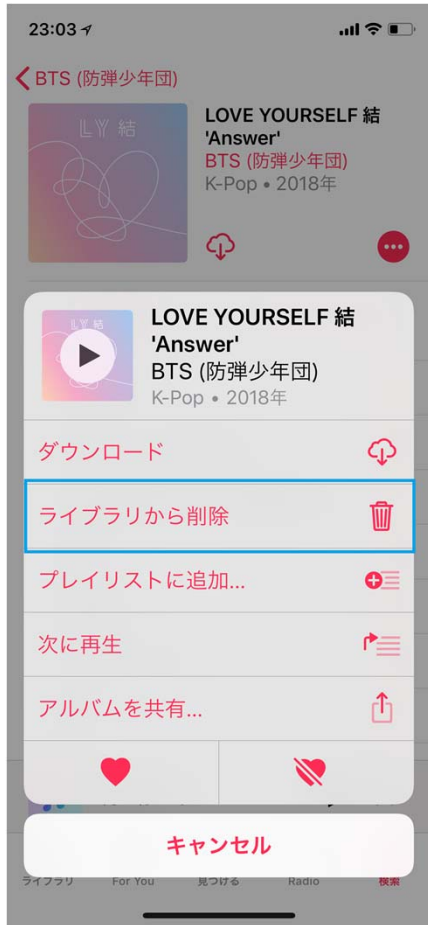 23:03
BTS (防弾少年団)
LY 結
LOVE YOURSELF 結
'Answer'
BTS (防弾少年団)
K-Pop • 2018年
LY 結
LOVE YOURSELF 結
'Answer'
BTS (防弾少年団)
K-Pop • 2018年
ダウンロード
ライブラリから削除
プレイリストに追加...
次に再生
アルバムを共有...
キャンセル
ライブラリ For You 見つける Radio 検索